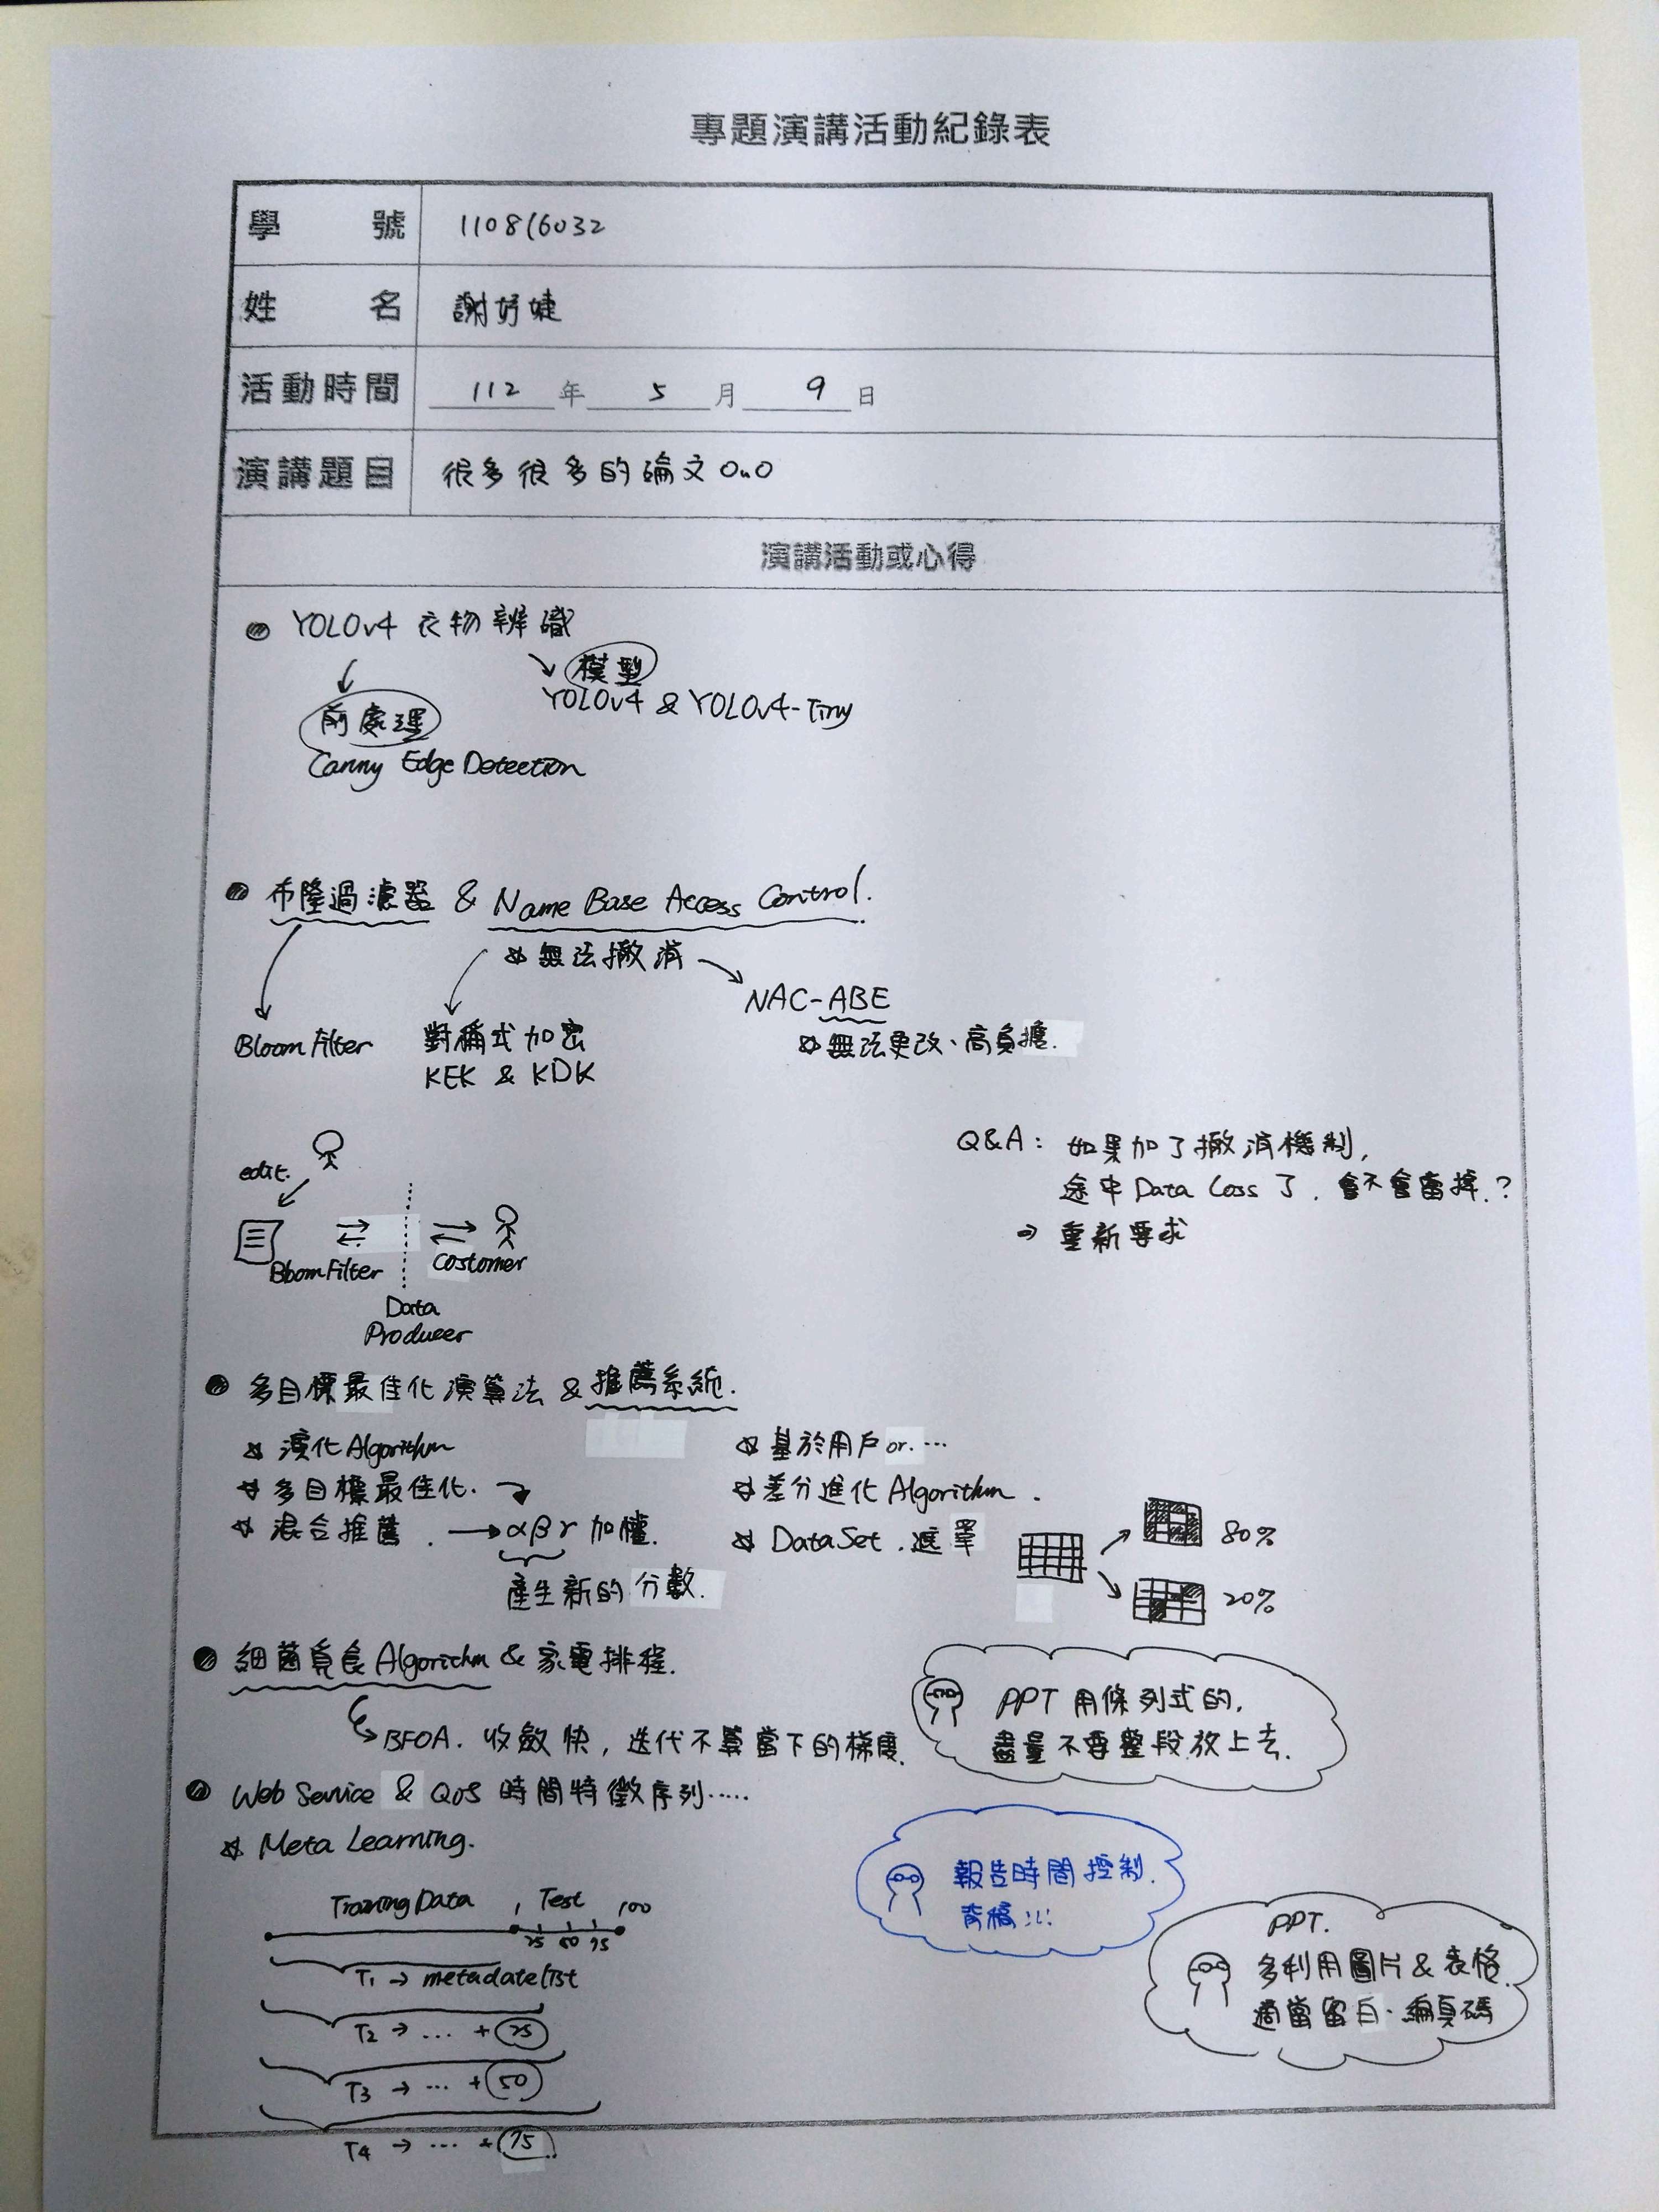 專題演講活動紀錄表
學號 110816032
姓名 謝妤婕
活動時間 112 年 5 月 9 日
演講題目 很多很多的論文OuO
演講活動或心得
YOLOv4 衣物辨識
模型
YOLOv4 & YOLOv4-Tiny
前處理
Canny Edge Detection
布隆過濾器 & Name Base Access Control.
無法撤消
NAC-ABE
無法更改、高負擔.
Bloom Filter
對稱式加密
KEK & KDK
Q&A: 如果加了撤消機制,
途中 Data Loss 了, 會不會當掉.?
→ 重新要求
edit.
Bloom Filter
Costomer
Data
Producer
多目標最佳化演算法 & 推薦系統.
演化 Algorithm
多目標最佳化.
混合推薦. → αβγ 加權.
產生新的分數.
基於用戶 or. …
差分進化 Algorithm.
DataSet. 遮罩
80%
20%
細菌覓食 Algorithm & 家電排程.
BFOA. 收斂快, 迭代不算當下的梯度.
PPT 用條列式的,
盡量不要整段放上去.
Web Service & QoS 時間特徵序列.....
Meta Learning.
報告時間控制.
背稿!!!
Training Data Test 100
25 50 75
T1 → metadate(Tst
T2 → … + 25
T3 → … + 50
T4 → … + 75
PPT.
多利用圖片 & 表格.
適當留白、編頁碼